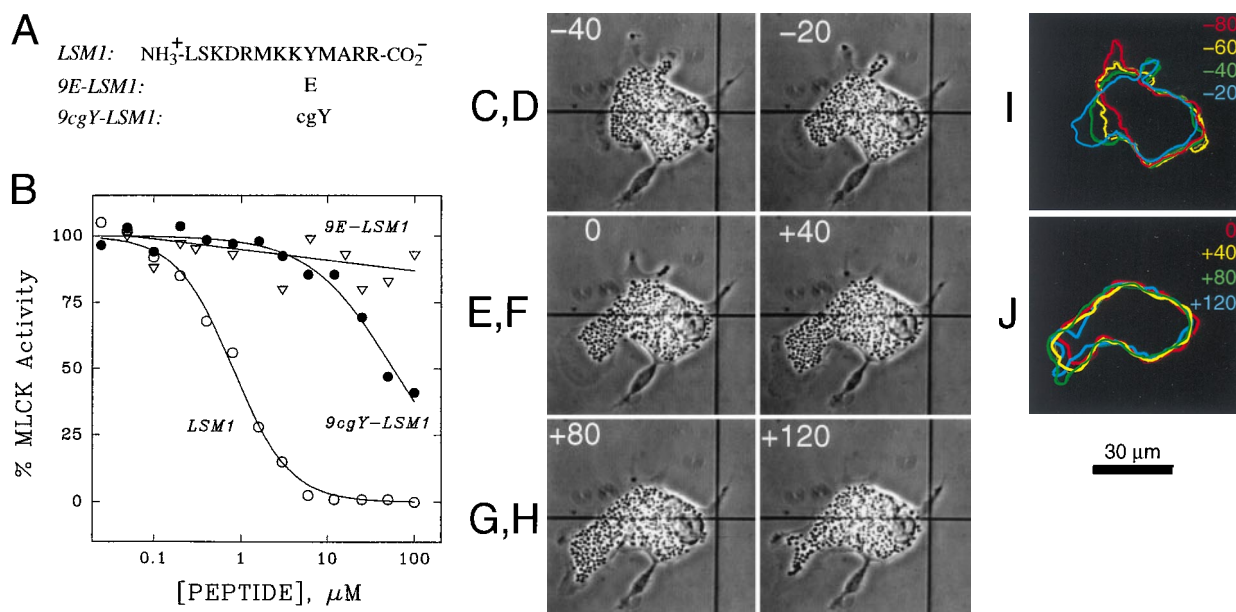 A
LSM1: NH₃⁺-LSKDRMKKYMARR-CO₂⁻
9E-LSM1: E
9cgY-LSM1: cgY
B
% MLCK Activity
100
75
50
25
0
9E-LSM1
LSM1
9cgY-LSM1
0.1 1 10 100
[PEPTIDE], μM
C,D
-40 -20
E,F
0 +40
G,H
+80 +120
I
-80
-60
-40
-20
J
0
+40
+80
+120
30 μm